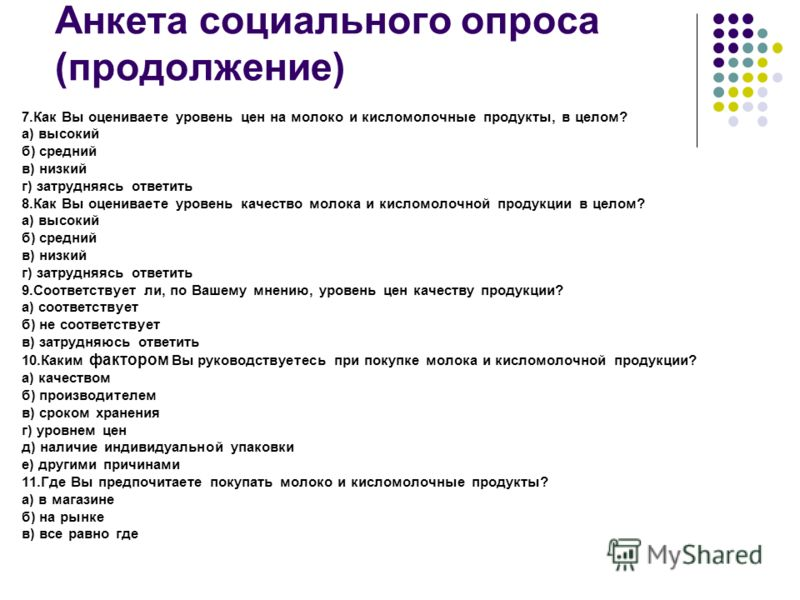 Анкета социального опроса
(продолжение)
7.Как Вы оцениваете уровень цен на молоко и кисломолочные продукты, в целом?
а) высокий
б) средний
в) низкий
г) затрудняясь ответить
8.Как Вы оцениваете уровень качество молока и кисломолочной продукции в целом?
а) высокий
б) средний
в) низкий
г) затрудняясь ответить
9.Соответствует ли, по Вашему мнению, уровень цен качеству продукции?
а) соответствует
б) не соответствует
в) затрудняюсь ответить
10.Каким фактором Вы руководствуетесь при покупке молока и кисломолочной продукции?
а) качеством
б) производителем
в) сроком хранения
г) уровнем цен
д) наличие индивидуальной упаковки
е) другими причинами
11.Где Вы предпочитаете покупать молоко и кисломолочные продукты?
а) в магазине
б) на рынке
в) все равно где
MyShared